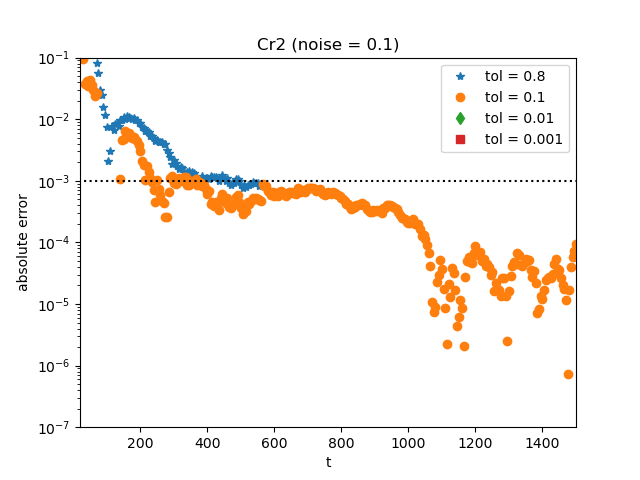 Cr2 (noise = 0.1)
absolute error
10⁻¹
10⁻²
10⁻³
10⁻⁴
10⁻⁵
10⁻⁶
10⁻⁷
tol = 0.8
tol = 0.1
tol = 0.01
tol = 0.001
200 400 600 800 1000 1200 1400
t